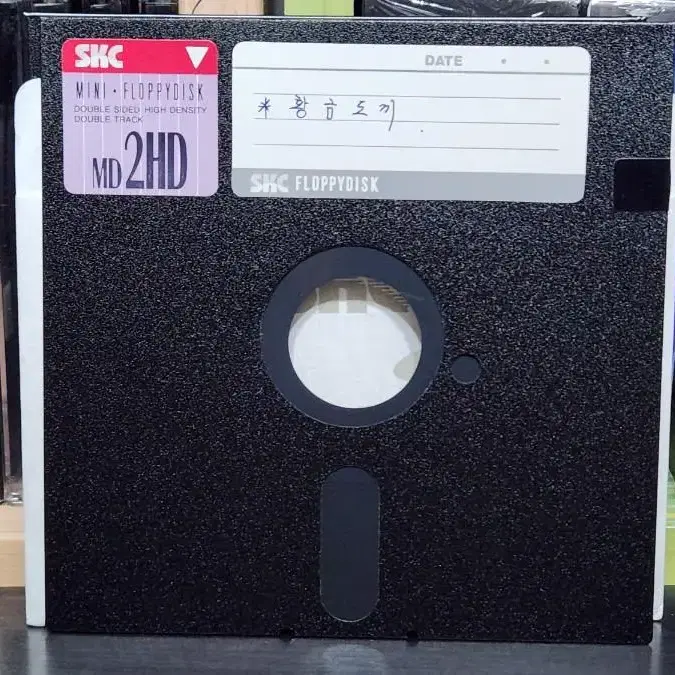 SKC
MINI · FLOPPYDISK
DOUBLE SIDED HIGH DENSITY
DOUBLE TRACK
MD 2HD
DATE
* 황금도끼.
SKC FLOPPYDISK